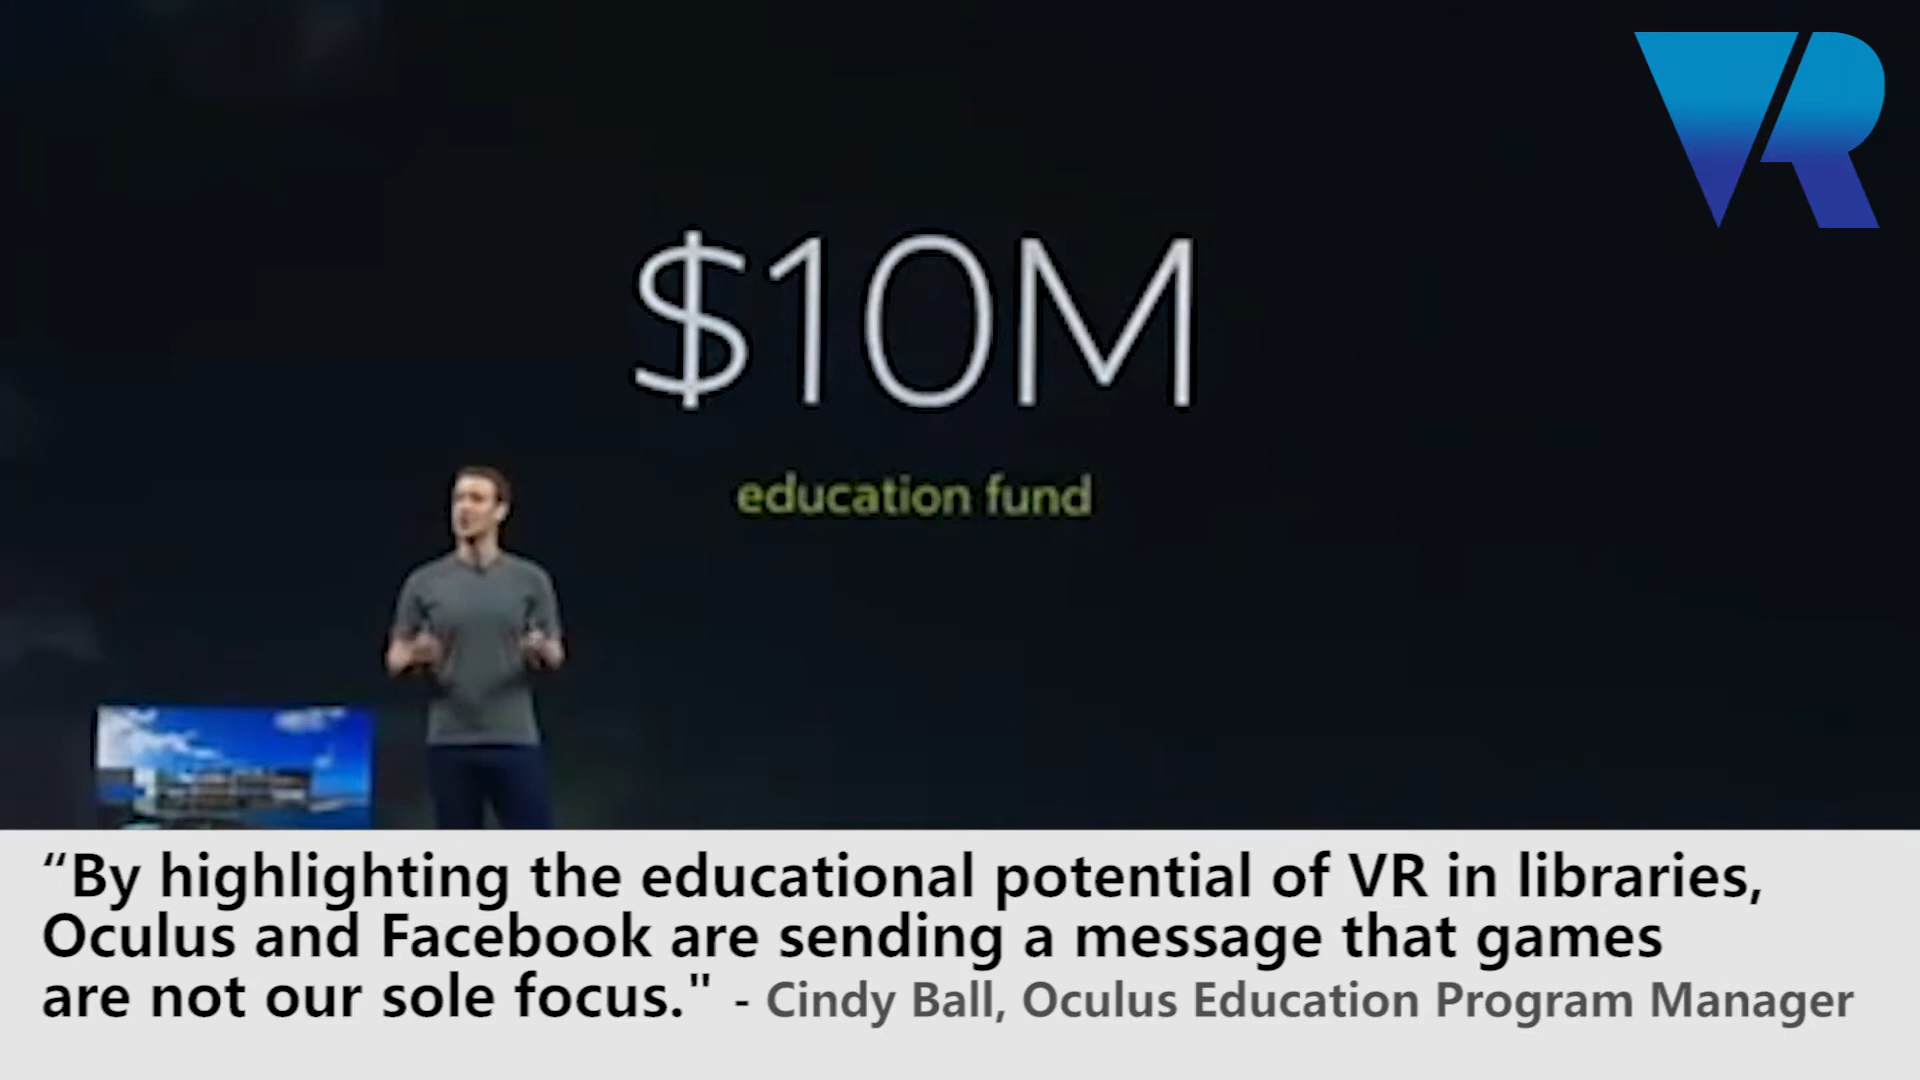 VR
$10M
education fund
“By highlighting the educational potential of VR in libraries,
Oculus and Facebook are sending a message that games
are not our sole focus." - Cindy Ball, Oculus Education Program Manager